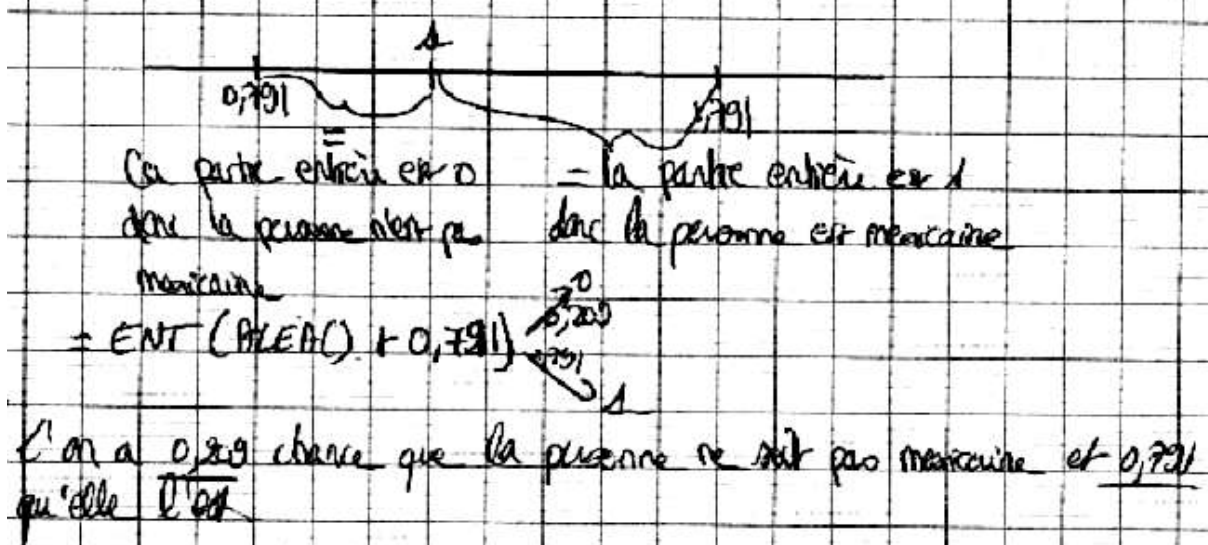 1
0,791 1,791
=
la partie entière est 0 = la partie entière est 1
donc la personne n'est pas donc la personne est mexicaine
mexicaine
0
0,209
= ENT (ALEA() + 0,791)
0,791
1
L'on a 0,209 chance que la personne ne soit pas mexicaine et 0,791
qu'elle l'est